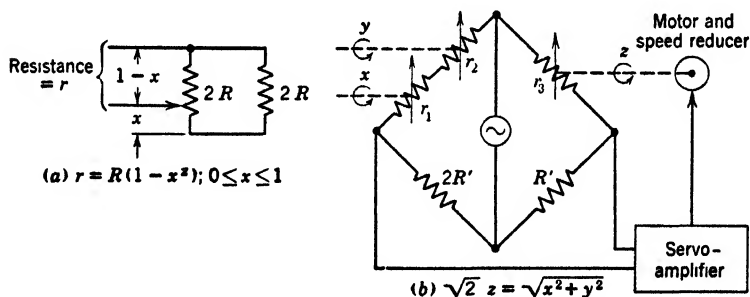 Resistance
= r
1 - x
x
2R
2R
(a) r = R(1 - x²); 0 ≤ x ≤ 1
y
x
r₂
r₁
r₃
z
Motor and
speed reducer
2R'
R'
Servo-
amplifier
(b) √2 z = √x² + y²